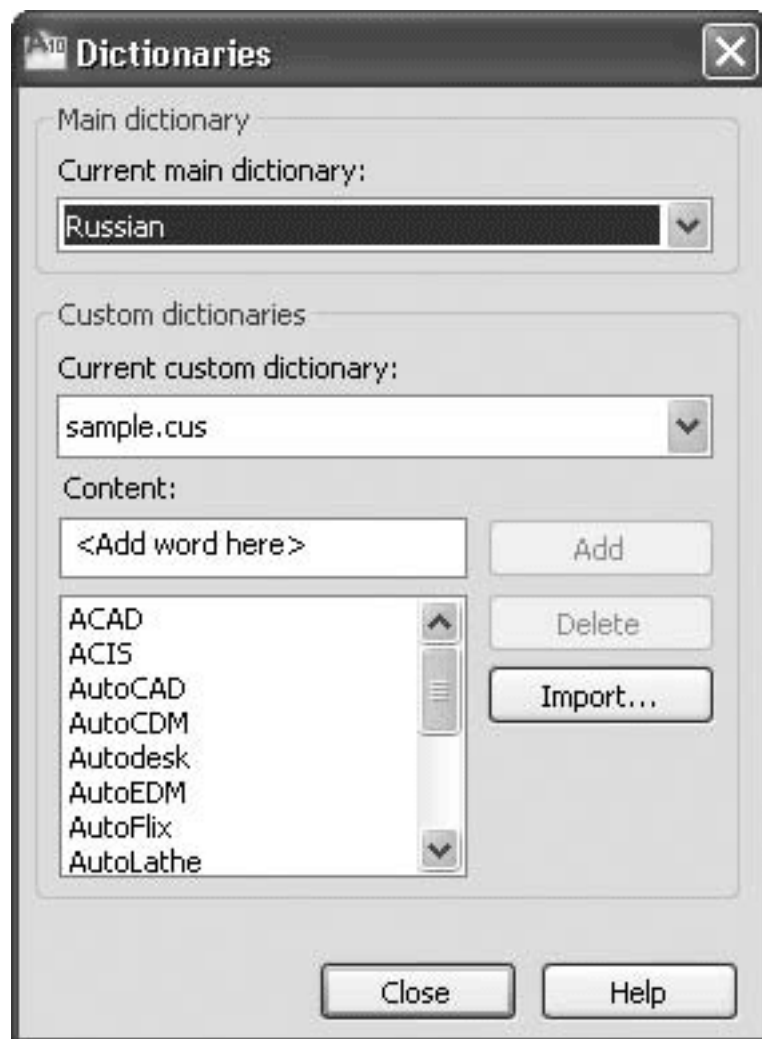 Dictionaries
Main dictionary
Current main dictionary:
Russian
Custom dictionaries
Current custom dictionary:
sample.cus
Content:
<Add word here>
Add
ACAD
ACIS
AutoCAD
AutoCDM
Autodesk
AutoEDM
AutoFlix
AutoLathe
Delete
Import...
Close
Help